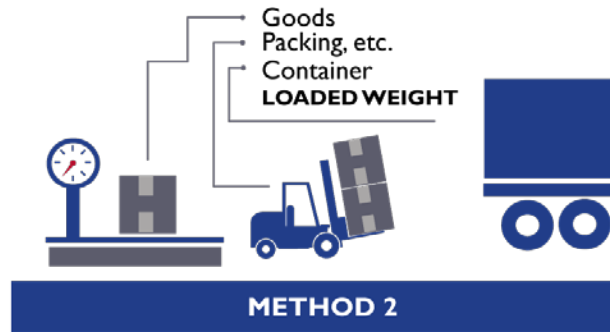 Goods
Packing, etc.
Container
LOADED WEIGHT
METHOD 2